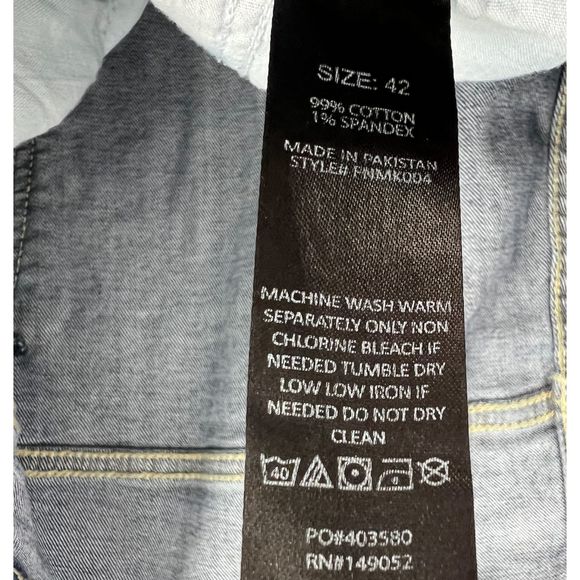 SIZE: 42
99% COTTON
1% SPANDEX
MADE IN PAKISTAN
STYLE# PNMK004
MACHINE WASH WARM
SEPARATELY ONLY NON
CHLORINE BLEACH IF
NEEDED TUMBLE DRY
LOW LOW IRON IF
NEEDED DO NOT DRY
CLEAN
40
PO#403580
RN#149052